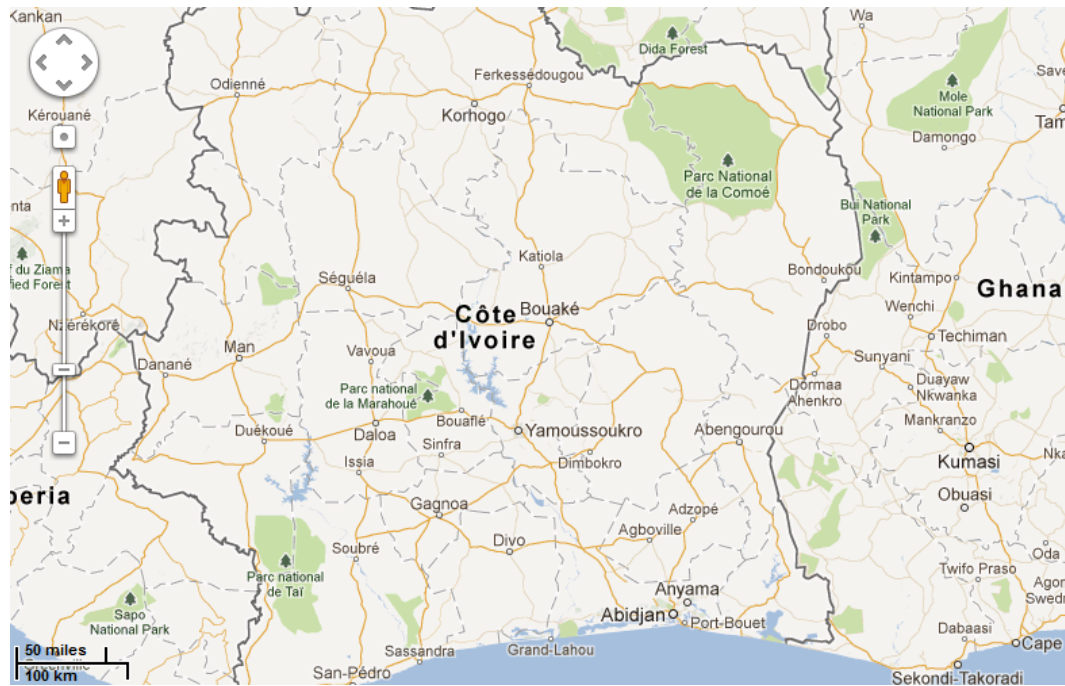 Kankan
Wa
Dida Forest
Ferkessédougou
Odienné
Korhogo
Kérouané
Mole
National Park
Save
Tam
Damongo
Parc National
de la Comoé
Bui National
Park
enta
f du Ziama
fied Forest
Katiola
Séguéla
Bondoukou
Kintampo
Ghana
Côte
d'Ivoire
Bouaké
Wenchi
Nzérékoré
Drobo
Techiman
Man
Vavoua
Danané
Sunyani
Dormaa
Ahenkro
Duayaw
Nkwanka
Parc national
de la Marahoué
Bouaflé
Mankranzo
Duékoué
Daloa
Sinfra
Yamoussoukro
Abengourou
Kumasi
Nka
Issia
Dimbokro
peria
Gagnoa
Obuasi
Adzopé
Agboville
Soubré
Divo
Oda
Parc national
de Taï
Twifo Praso
Agon
Swedr
Anyama
Sapo
National Park
Abidjan
Port-Bouet
Dabaasi
Cape
Grand-Lahou
Sassandra
50 miles
Greenville
100 km
San-Pédro
Sekondi-Takoradi